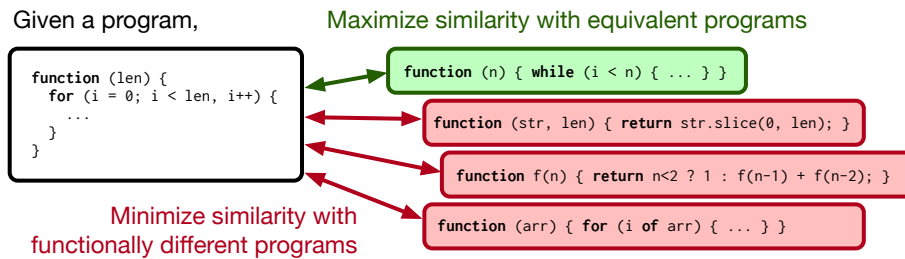 Given a program,
Maximize similarity with equivalent programs
function (len) {
for (i = 0; i < len, i++) {
...
}
}
function (n) { while (i < n) { ... } }
function (str, len) { return str.slice(0, len); }
function f(n) { return n<2 ? 1 : f(n-1) + f(n-2); }
function (arr) { for (i of arr) { ... } }
Minimize similarity with
functionally different programs